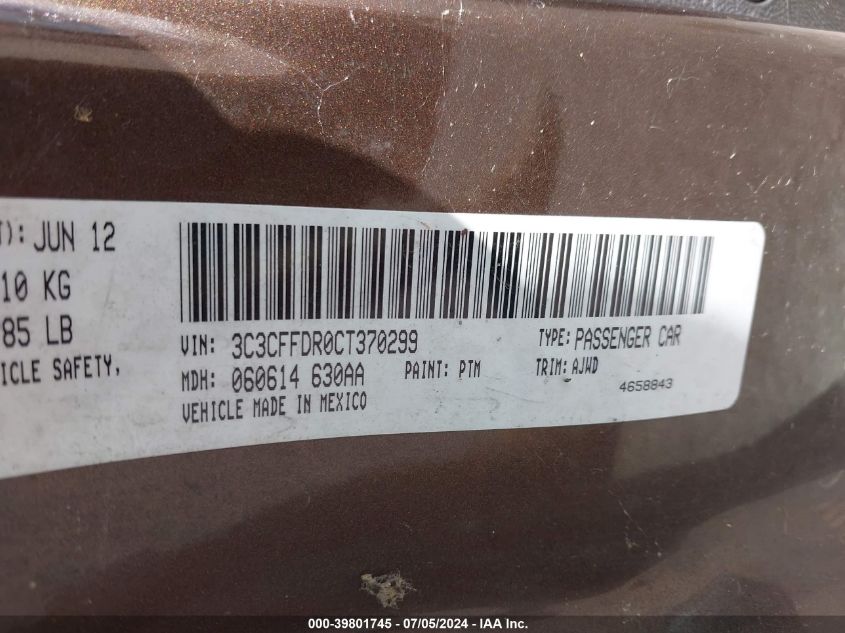 T): JUN 12
10 KG
85 LB
ICLE SAFETY,
VIN: 3C3CFFDR0CT370299
TYPE: PASSENGER CAR
MDH: 060614 630AA
PAINT: PTM
TRIM: AJWD
VEHICLE MADE IN MEXICO
4658843
000-39801745 - 07/05/2024 - IAA Inc.